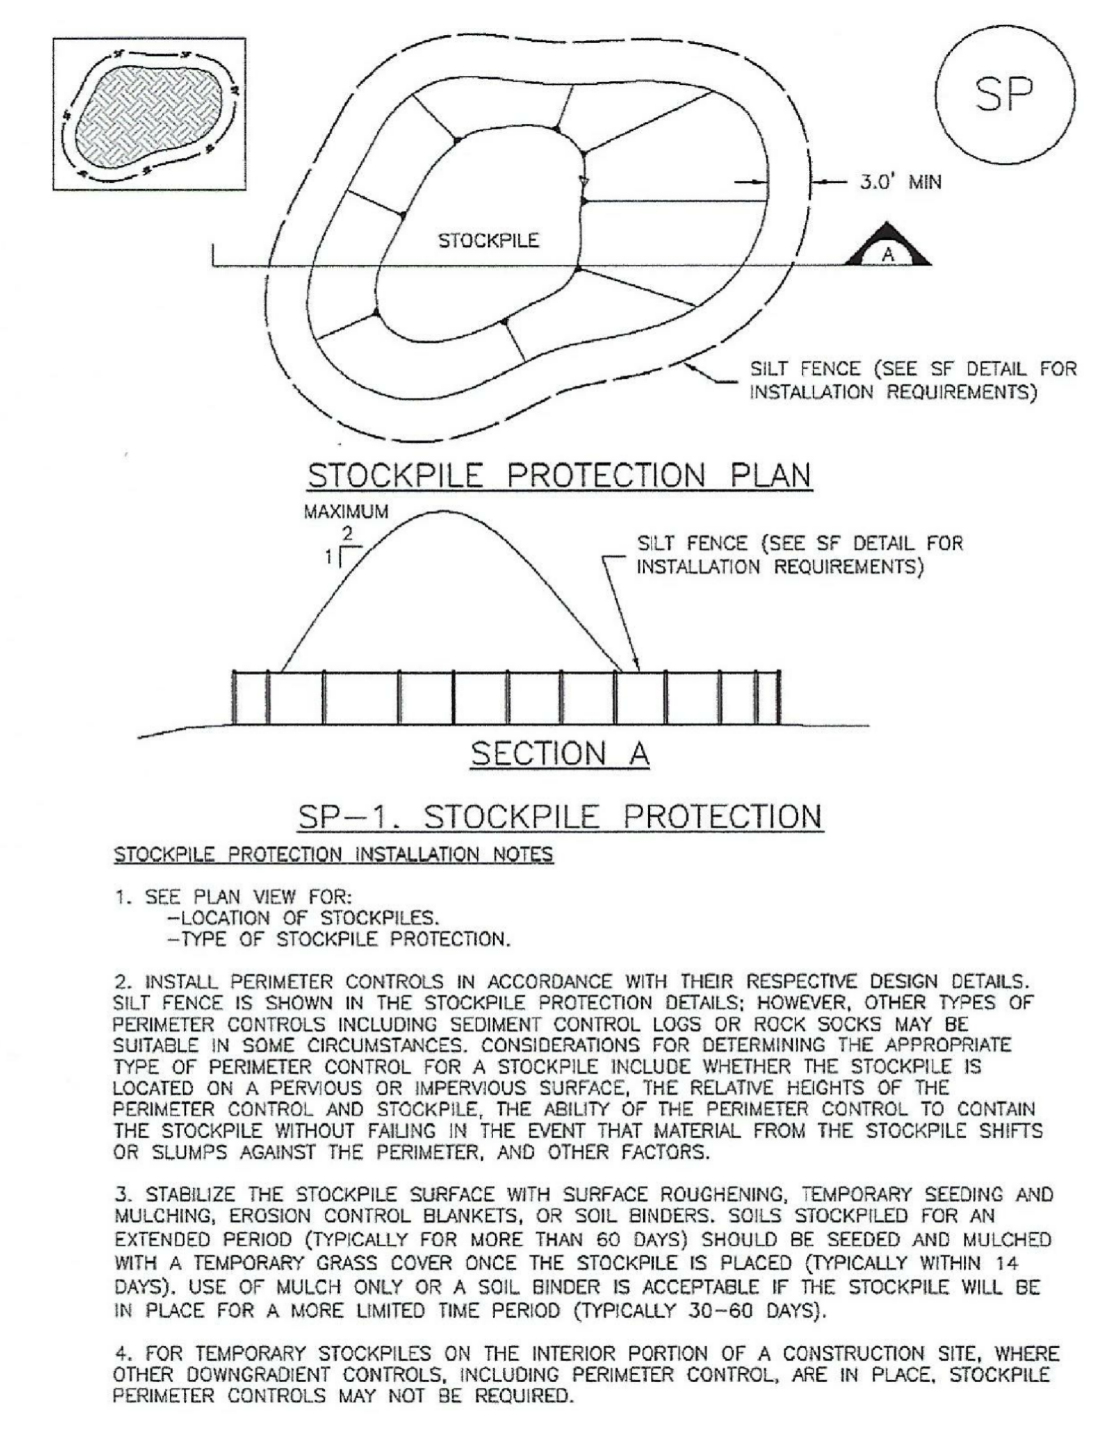 SF
SF
SF
SF
SF
SF
SF
SP
3.0' MIN
STOCKPILE
A
SILT FENCE (SEE SF DETAIL FOR
INSTALLATION REQUIREMENTS)
STOCKPILE PROTECTION PLAN
MAXIMUM
2
1
SILT FENCE (SEE SF DETAIL FOR
INSTALLATION REQUIREMENTS)
SECTION A
SP-1. STOCKPILE PROTECTION
STOCKPILE PROTECTION INSTALLATION NOTES
1. SEE PLAN VIEW FOR:
-LOCATION OF STOCKPILES.
-TYPE OF STOCKPILE PROTECTION.
2. INSTALL PERIMETER CONTROLS IN ACCORDANCE WITH THEIR RESPECTIVE DESIGN DETAILS.
SILT FENCE IS SHOWN IN THE STOCKPILE PROTECTION DETAILS; HOWEVER, OTHER TYPES OF
PERIMETER CONTROLS INCLUDING SEDIMENT CONTROL LOGS OR ROCK SOCKS MAY BE
SUITABLE IN SOME CIRCUMSTANCES. CONSIDERATIONS FOR DETERMINING THE APPROPRIATE
TYPE OF PERIMETER CONTROL FOR A STOCKPILE INCLUDE WHETHER THE STOCKPILE IS
LOCATED ON A PERVIOUS OR IMPERVIOUS SURFACE, THE RELATIVE HEIGHTS OF THE
PERIMETER CONTROL AND STOCKPILE, THE ABILITY OF THE PERIMETER CONTROL TO CONTAIN
THE STOCKPILE WITHOUT FAILING IN THE EVENT THAT MATERIAL FROM THE STOCKPILE SHIFTS
OR SLUMPS AGAINST THE PERIMETER, AND OTHER FACTORS.
3. STABILIZE THE STOCKPILE SURFACE WITH SURFACE ROUGHENING, TEMPORARY SEEDING AND
MULCHING, EROSION CONTROL BLANKETS, OR SOIL BINDERS. SOILS STOCKPILED FOR AN
EXTENDED PERIOD (TYPICALLY FOR MORE THAN 60 DAYS) SHOULD BE SEEDED AND MULCHED
WITH A TEMPORARY GRASS COVER ONCE THE STOCKPILE IS PLACED (TYPICALLY WITHIN 14
DAYS). USE OF MULCH ONLY OR A SOIL BINDER IS ACCEPTABLE IF THE STOCKPILE WILL BE
IN PLACE FOR A MORE LIMITED TIME PERIOD (TYPICALLY 30-60 DAYS).
4. FOR TEMPORARY STOCKPILES ON THE INTERIOR PORTION OF A CONSTRUCTION SITE, WHERE
OTHER DOWNGRADIENT CONTROLS, INCLUDING PERIMETER CONTROL, ARE IN PLACE, STOCKPILE
PERIMETER CONTROLS MAY NOT BE REQUIRED.